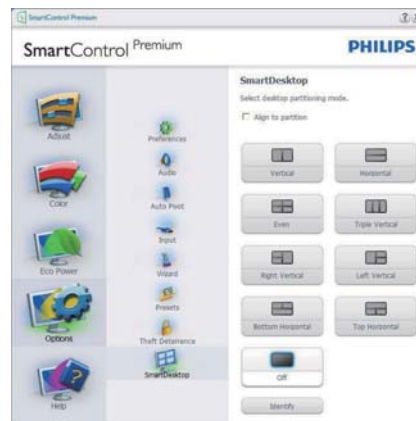 SmartControl Premium
SmartControl Premium
PHILIPS
Adjust
Color
Eco Power
Options
Help
Preferences
Audio
Auto Pivot
Input
Wizard
Presets
Theft Deterrence
SmartDesktop
SmartDesktop
Select desktop partitioning mode.
Align to partition
Vertical
Horizontal
Even
Triple Vertical
Right Vertical
Left Vertical
Bottom Horizontal
Top Horizontal
Off
Identify